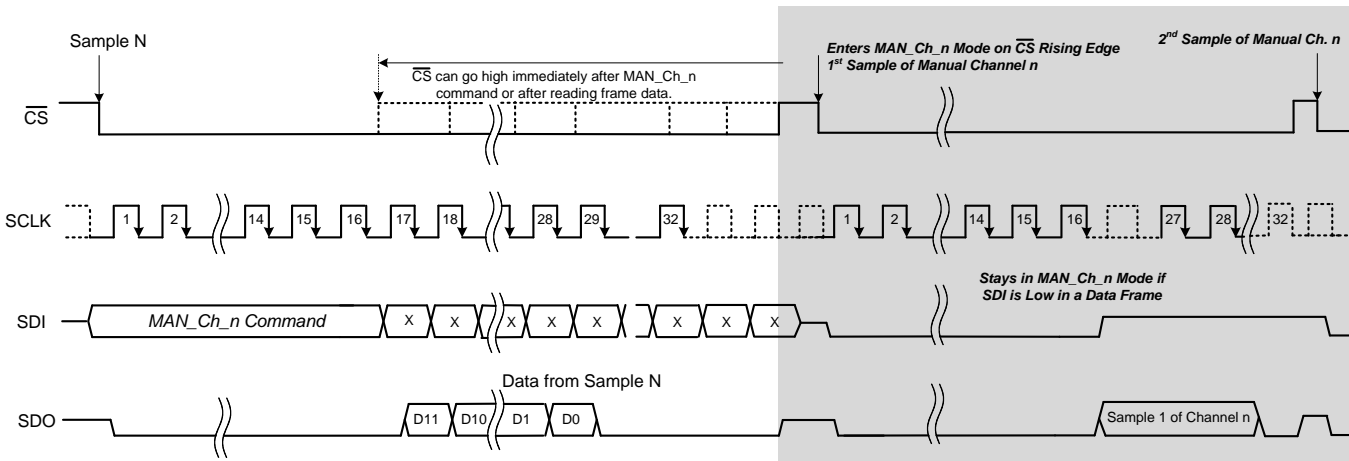 Sample N
Enters MAN_Ch_n Mode on CS Rising Edge
1st Sample of Manual Channel n
2nd Sample of Manual Ch. n
CS can go high immediately after MAN_Ch_n
command or after reading frame data.
CS
SCLK
1 2 14 15 16 17 18 28 29 32 1 2 14 15 16 27 28 32
Stays in MAN_Ch_n Mode if
SDI is Low in a Data Frame
SDI
MAN_Ch_n Command
X X X X X X X X
Data from Sample N
SDO
D11 D10 D1 D0
Sample 1 of Channel n